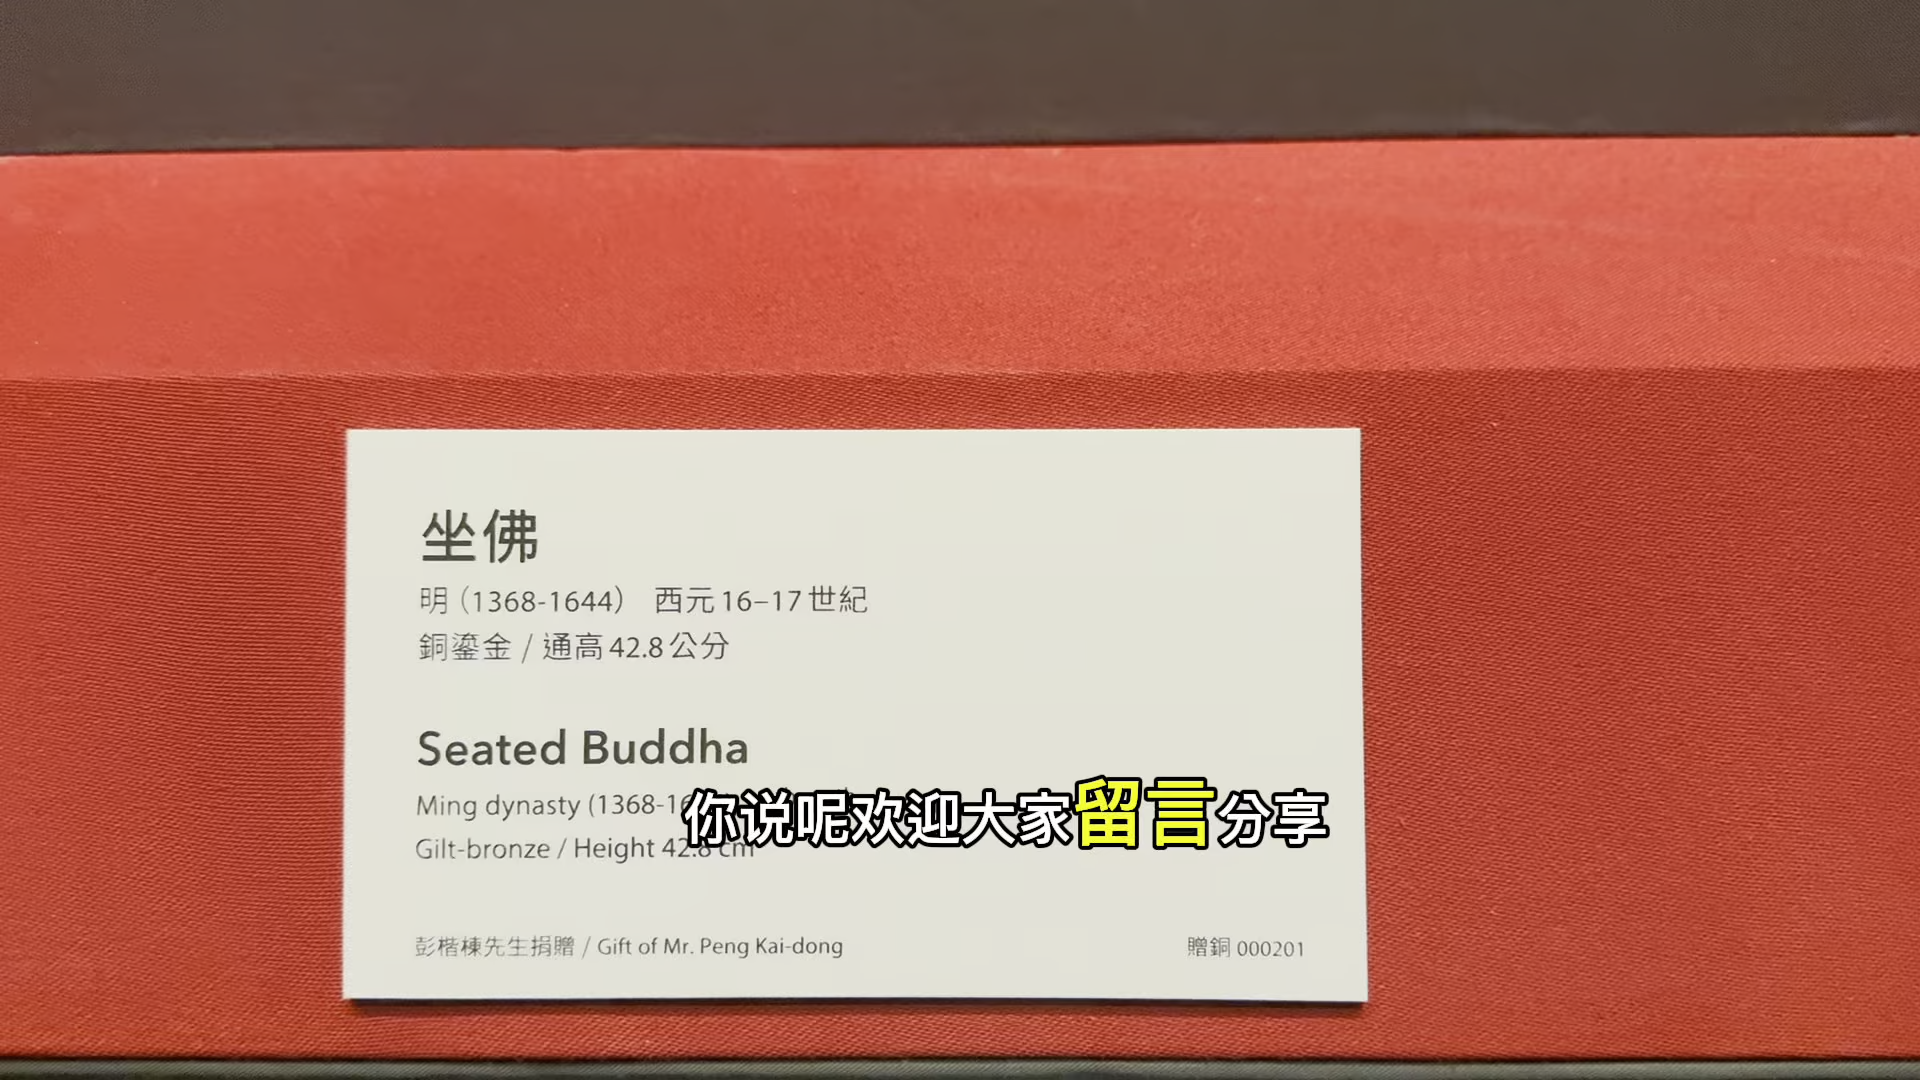 坐佛
明（1368-1644） 西元16–17世紀
銅鎏金 / 通高42.8公分
Seated Buddha
Ming dynasty (1368-16
你说呢欢迎大家留言分享
Gilt-bronze / Height 42.8 cm
彭楷棟先生捐贈 / Gift of Mr. Peng Kai-dong
贈銅 000201